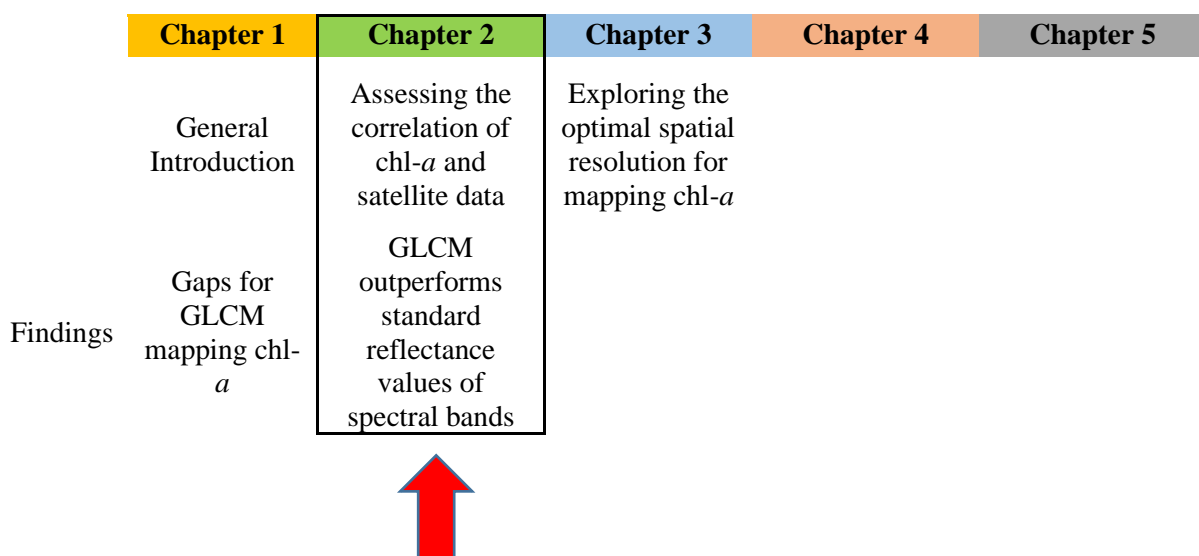 Chapter 1 Chapter 2 Chapter 3 Chapter 4 Chapter 5
General
Introduction
Assessing the
correlation of
chl-a and
satellite data
Exploring the
optimal spatial
resolution for
mapping chl-a
Findings
Gaps for
GLCM
mapping chl-
a
GLCM
outperforms
standard
reflectance
values of
spectral bands